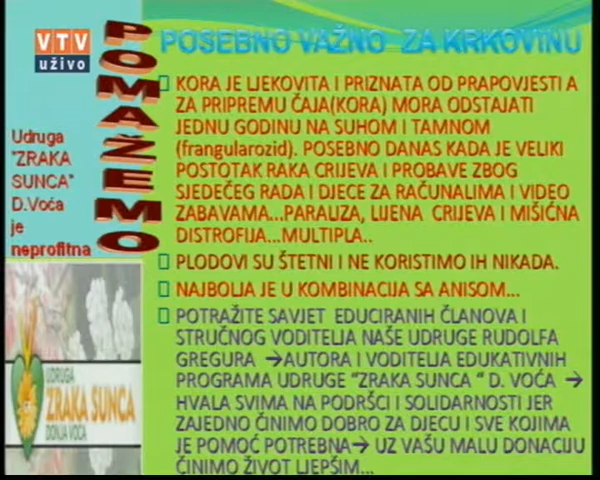 VTV
uživo
POMAŽEMO
Udruga
"ZRAKA
SUNCA"
D.Voća
je
neprofitna
UDRUGA
ZRAKA SUNCA
DONJA VOĆA
POSEBNO VAŽNO ZA KRKOVINU
KORA JE LJEKOVITA I PRIZNATA OD PRAPOVJESTI A
ZA PRIPREMU ČAJA(KORA) MORA ODSTAJATI
JEDNU GODINU NA SUHOM I TAMNOM
(frangularozid). POSEBNO DANAS KADA JE VELIKI
POSTOTAK RAKA CRIJEVA I PROBAVE ZBOG
SJEDEČEG RADA I DJECE ZA RAČUNALIMA I VIDEO
ZABAVAMA...PARALIZA, LIJENA CRIJEVA I MIŠIĆNA
DISTROFIJA...MULTIPLA..
PLODOVI SU ŠTETNI I NE KORISTIMO IH NIKADA.
NAJBOLJA JE U KOMBINACIJA SA ANISOM...
POTRAŽITE SAVJET EDUCIRANIH ČLANOVA I
STRUČNOG VODITELJA NAŠE UDRUGE RUDOLFA
GREGURA →AUTORA I VODITELJA EDUKATIVNIH
PROGRAMA UDRUGE "ZRAKA SUNCA " D. VOĆA →
HVALA SVIMA NA PODRŠCI I SOLIDARNOSTI JER
ZAJEDNO ČINIMO DOBRO ZA DJECU I SVE KOJIMA
JE POMOĆ POTREBNA→ UZ VAŠU MALU DONACIJU
ČINIMO ŽIVOT LJEPŠIM...